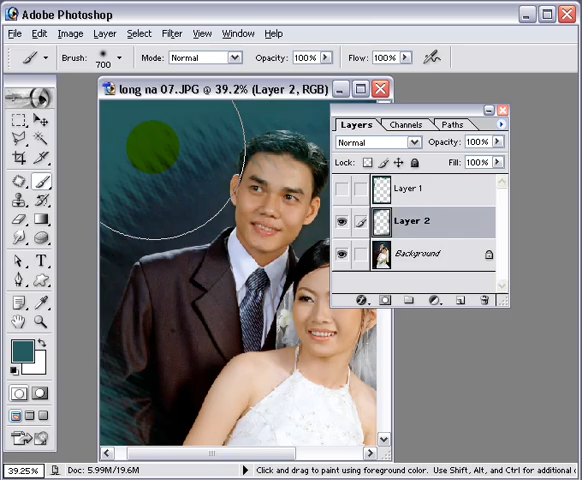 Adobe Photoshop
File Edit Image Layer Select Filter View Window Help
Brush: 700 Mode: Normal Opacity: 100% Flow: 100%
long na 07.JPG @ 39.2% (Layer 2, RGB)
Layers Channels Paths
Normal Opacity: 100%
Lock: Fill: 100%
Layer 1
Layer 2
Background
T
39.25% Doc: 5.99M/19.6M Click and drag to paint using foreground color. Use Shift, Alt, and Ctrl for additional